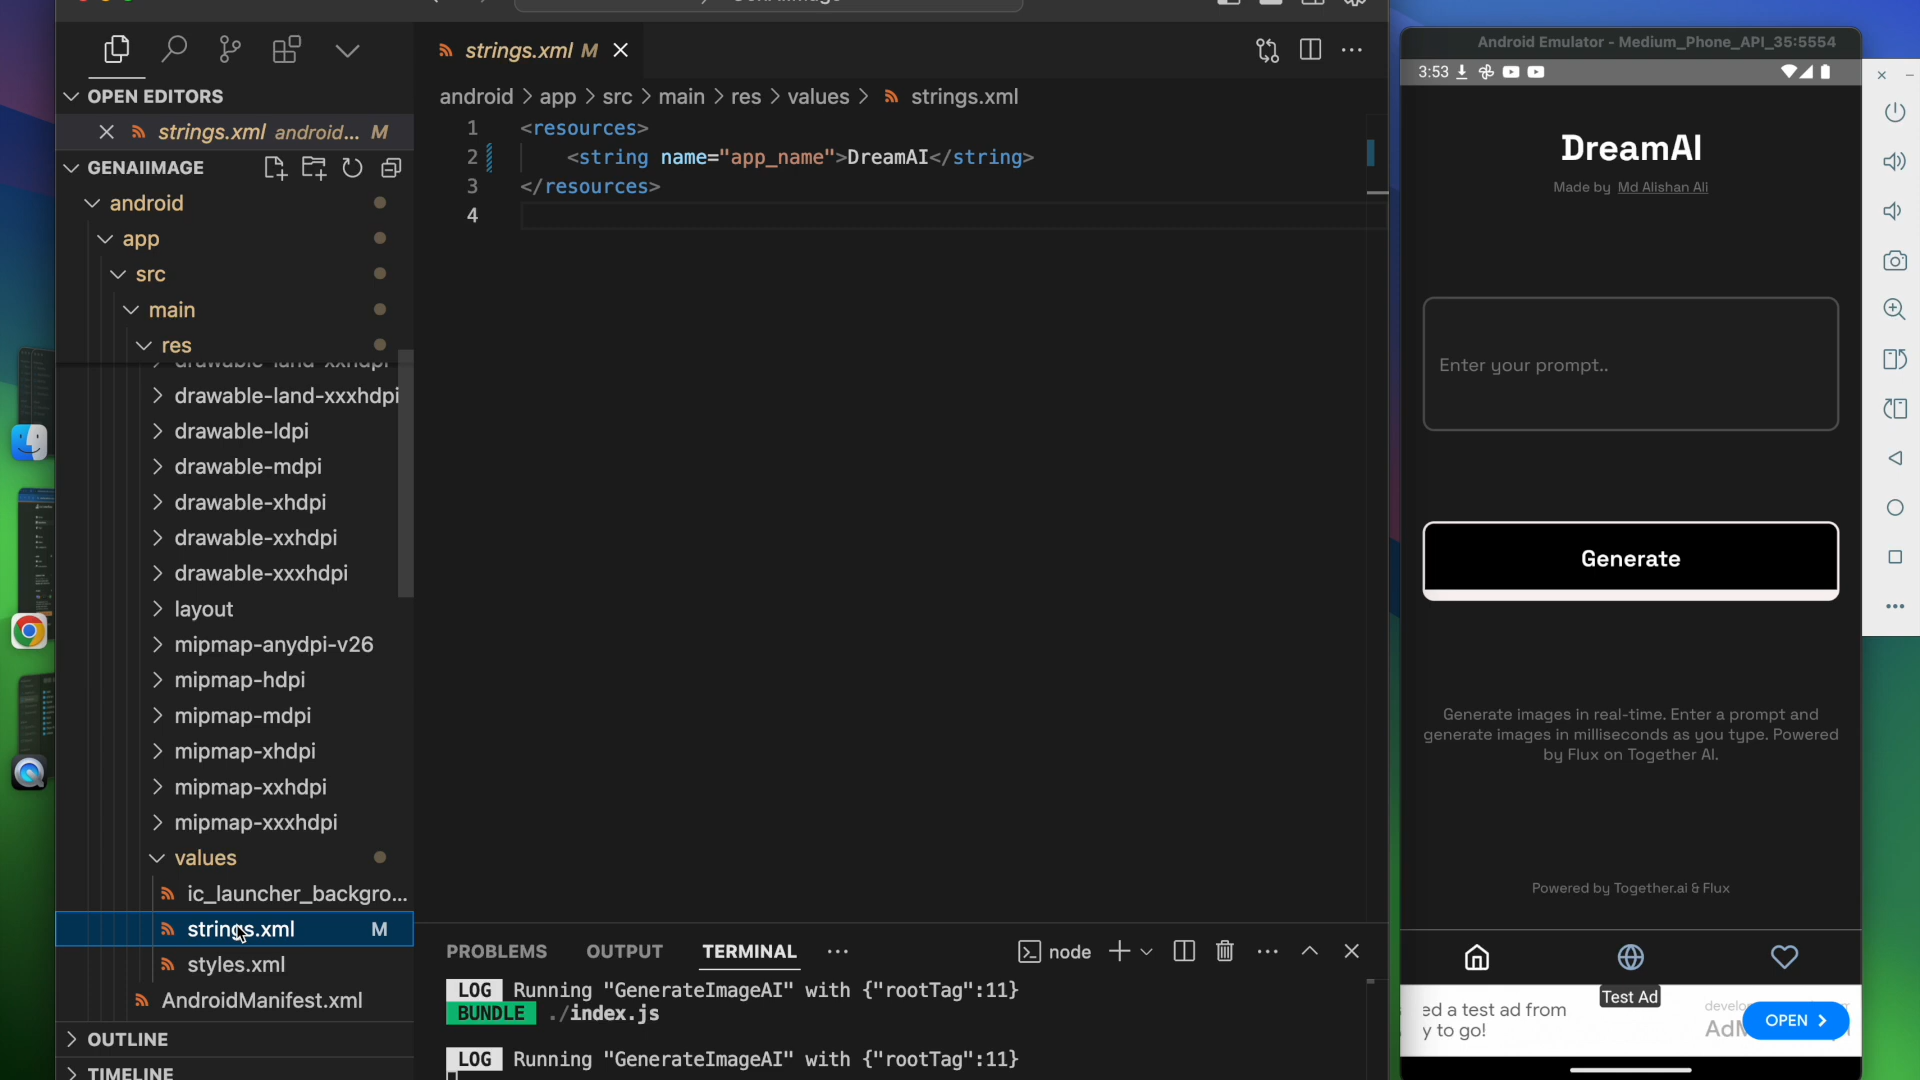 strings.xml M
OPEN EDITORS
strings.xml android... M
GENAIIMAGE
android
app
src
main
res
drawable-land-xxxhdpi
drawable-ldpi
drawable-mdpi
drawable-xhdpi
drawable-xxhdpi
drawable-xxxhdpi
layout
mipmap-anydpi-v26
mipmap-hdpi
mipmap-mdpi
mipmap-xhdpi
mipmap-xxhdpi
mipmap-xxxhdpi
values
ic_launcher_backgro...
strings.xml M
styles.xml
AndroidManifest.xml
OUTLINE
TIMELINE
android > app > src > main > res > values > strings.xml
1 <resources>
2 <string name="app_name">DreamAI</string>
3 </resources>
4
PROBLEMS OUTPUT TERMINAL ... node
LOG Running "GenerateImageAI" with {"rootTag":11}
BUNDLE ./index.js
LOG Running "GenerateImageAI" with {"rootTag":11}
Android Emulator - Medium_Phone_API_35:5554
3:53
DreamAI
Made by Md Alishan Ali
Enter your prompt..
Generate
Generate images in real-time. Enter a prompt and
generate images in milliseconds as you type. Powered
by Flux on Together AI.
Powered by Together.ai & Flux
Test Ad
ed a test ad from
y to go!
OPEN